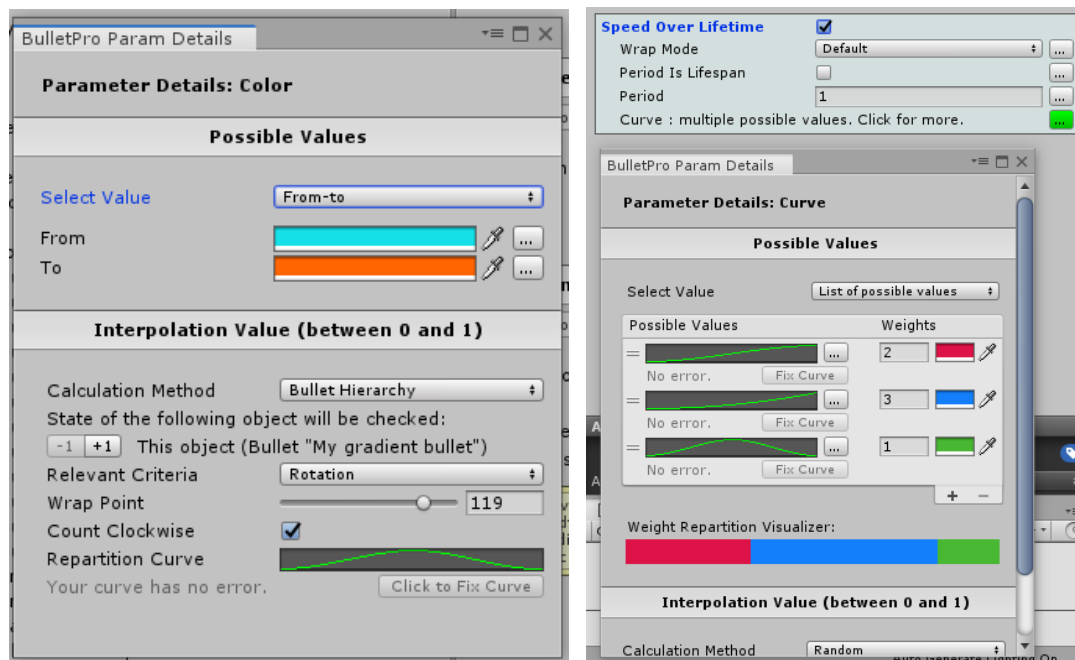 BulletPro Param Details
Parameter Details: Color
Possible Values
Select Value From-to
From ...
To ...
Interpolation Value (between 0 and 1)
Calculation Method Bullet Hierarchy
State of the following object will be checked:
-1 +1 This object (Bullet "My gradient bullet")
Relevant Criteria Rotation
Wrap Point 119
Count Clockwise
Repartition Curve
Your curve has no error. Click to Fix Curve
Speed Over Lifetime
Wrap Mode Default ...
Period Is Lifespan ...
Period 1 ...
Curve : multiple possible values. Click for more. ...
BulletPro Param Details
Parameter Details: Curve
Possible Values
Select Value List of possible values
Possible Values Weights
... 2
No error. Fix Curve
... 3
No error. Fix Curve
... 1
No error. Fix Curve
+ -
Weight Repartition Visualizer:
Interpolation Value (between 0 and 1)
Calculation Method Random